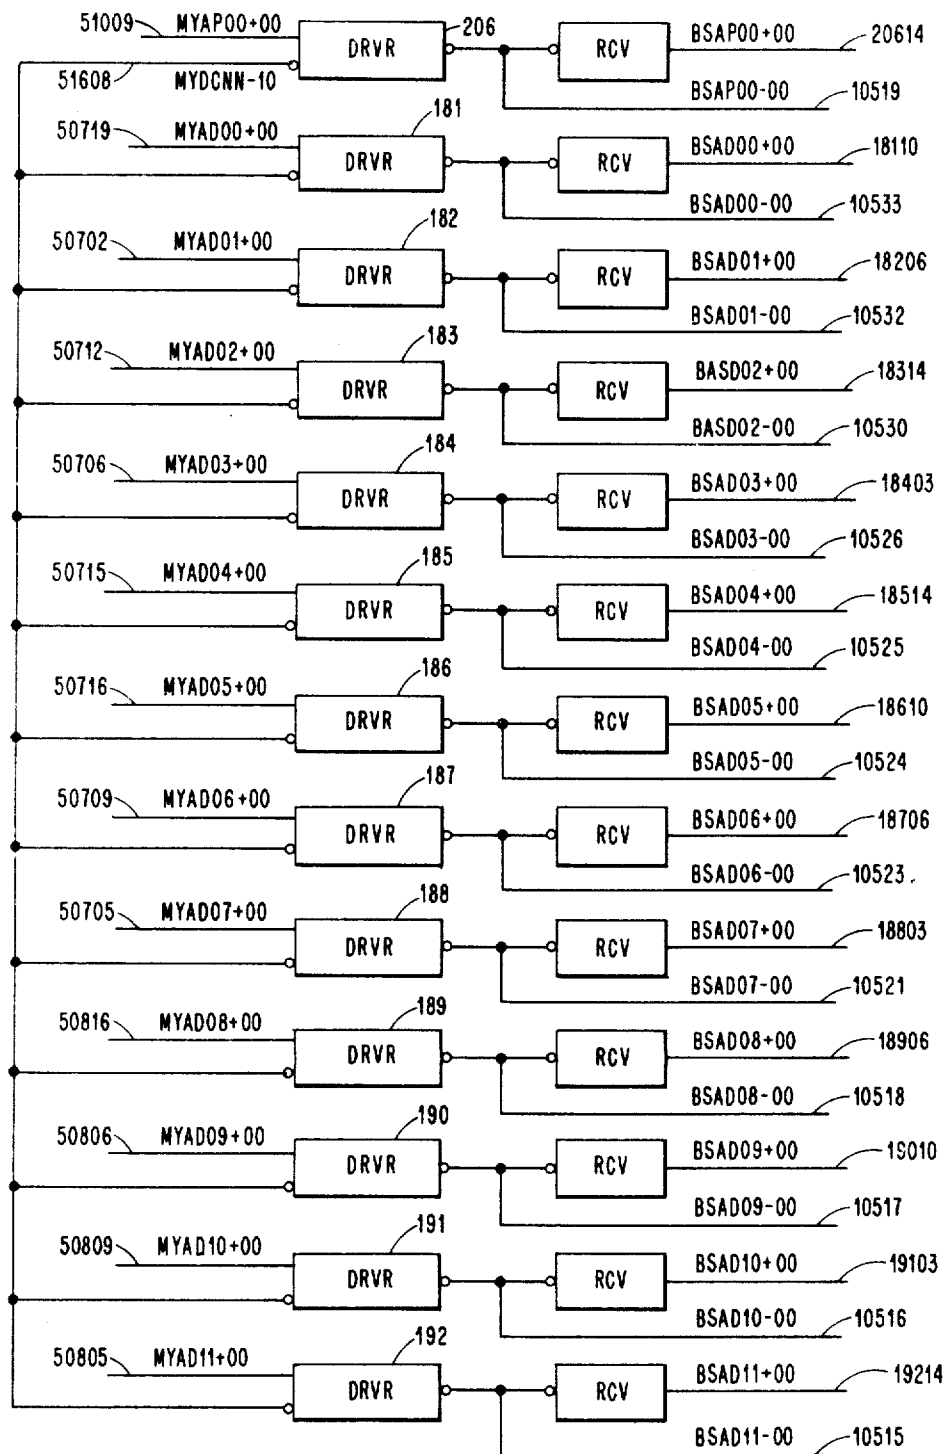 51009 MYAP00+00 206 BSAP00+00 20614
DRVR RCV
51608 MYDCNN-10 BSAP00-00 10519
50719 MYAD00+00 181 BSAD00+00 18110
DRVR RCV
BSAD00-00 10533
50702 MYAD01+00 182 BSAD01+00 18206
DRVR RCV
BSAD01-00 10532
50712 MYAD02+00 183 BASD02+00 18314
DRVR RCV
BASD02-00 10530
50706 MYAD03+00 184 BSAD03+00 18403
DRVR RCV
BSAD03-00 10526
50715 MYAD04+00 185 BSAD04+00 18514
DRVR RCV
BSAD04-00 10525
50716 MYAD05+00 186 BSAD05+00 18610
DRVR RCV
BSAD05-00 10524
50709 MYAD06+00 187 BSAD06+00 18706
DRVR RCV
BSAD06-00 10523
50705 MYAD07+00 188 BSAD07+00 18803
DRVR RCV
BSAD07-00 10521
50816 MYAD08+00 189 BSAD08+00 18906
DRVR RCV
BSAD08-00 10518
50806 MYAD09+00 190 BSAD09+00 19010
DRVR RCV
BSAD09-00 10517
50809 MYAD10+00 191 BSAD10+00 19103
DRVR RCV
BSAD10-00 10516
50805 MYAD11+00 192 BSAD11+00 19214
DRVR RCV
BSAD11-00 10515